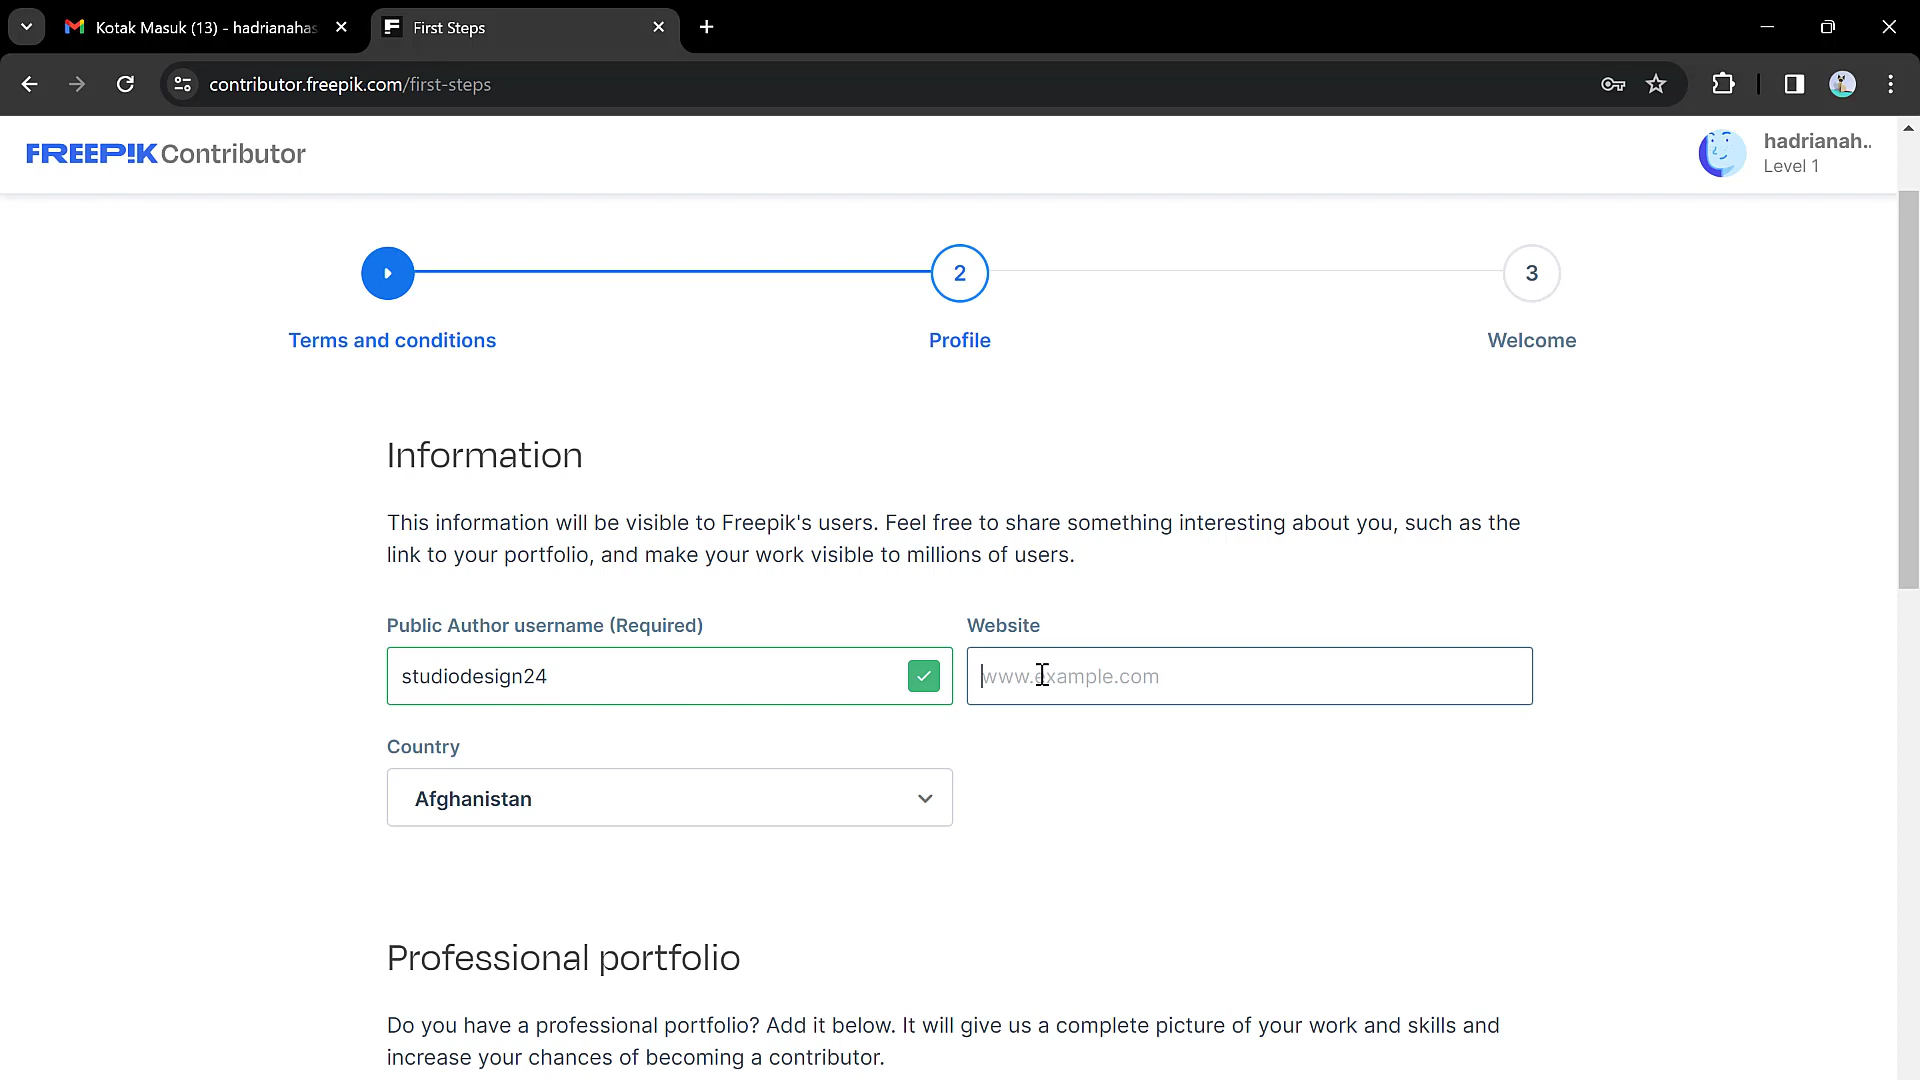 Kotak Masuk (13) - hadrianahas
First Steps
contributor.freepik.com/first-steps
FREEP!K Contributor
hadrianah..
Level 1
2
3
Terms and conditions
Profile
Welcome
Information
This information will be visible to Freepik's users. Feel free to share something interesting about you, such as the
link to your portfolio, and make your work visible to millions of users.
Public Author username (Required)
Website
studiodesign24
www.example.com
Country
Afghanistan
Professional portfolio
Do you have a professional portfolio? Add it below. It will give us a complete picture of your work and skills and
increase your chances of becoming a contributor.